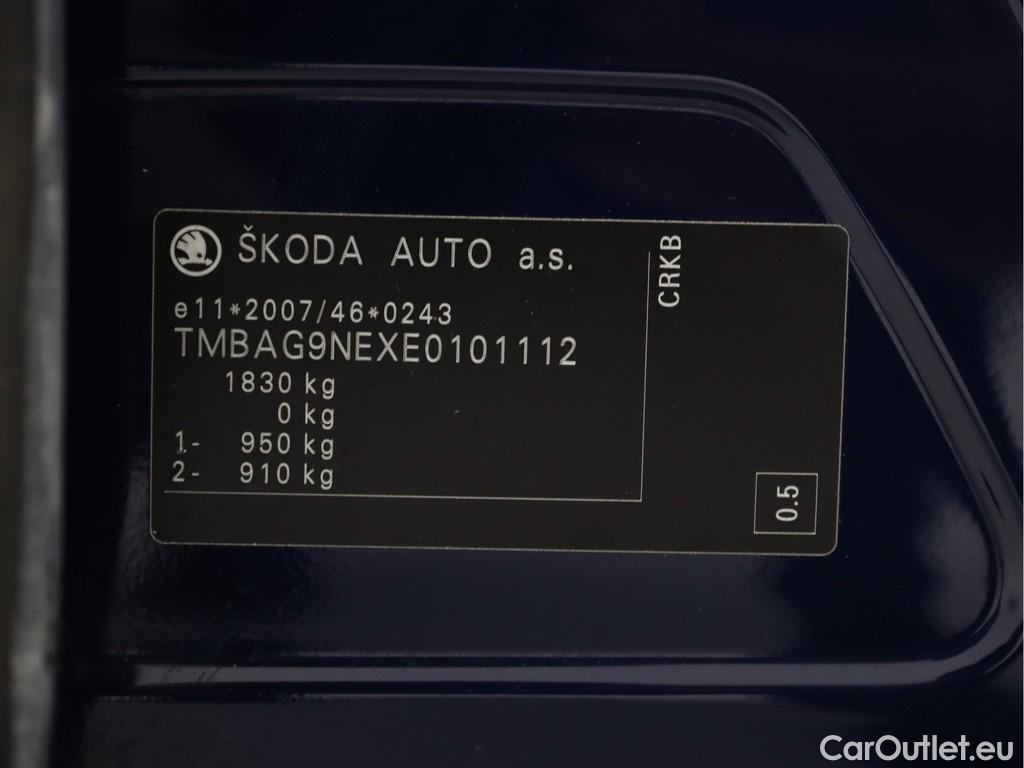 ŠKODA AUTO a.s.
e11*2007/46*0243
TMBAG9NEXE0101112
1830 kg
0 kg
1- 950 kg
2- 910 kg
CRKB
0.5
CarOutlet.eu